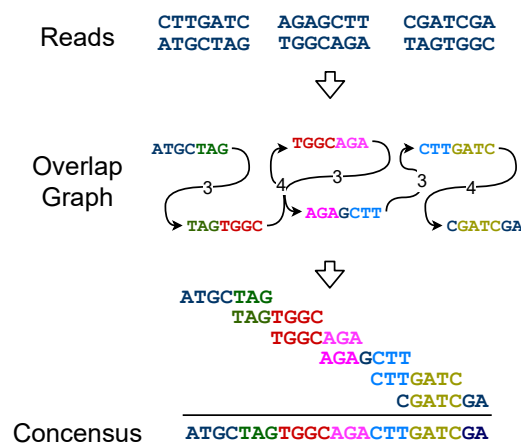 Reads
CTTGATC AGAGCTT CGATCGA
ATGCTAG TGGCAGA TAGTGGC
Overlap
Graph
ATGCTAG TGGCAGA CTTGATC
3 4 3 3 4
TAGTGGC AGAGCTT CGATCGA
ATGCTAG
TAGTGGC
TGGCAGA
AGAGCTT
CTTGATC
CGATCGA
Concensus ATGCTAGTGGCAGACTTGATCGA